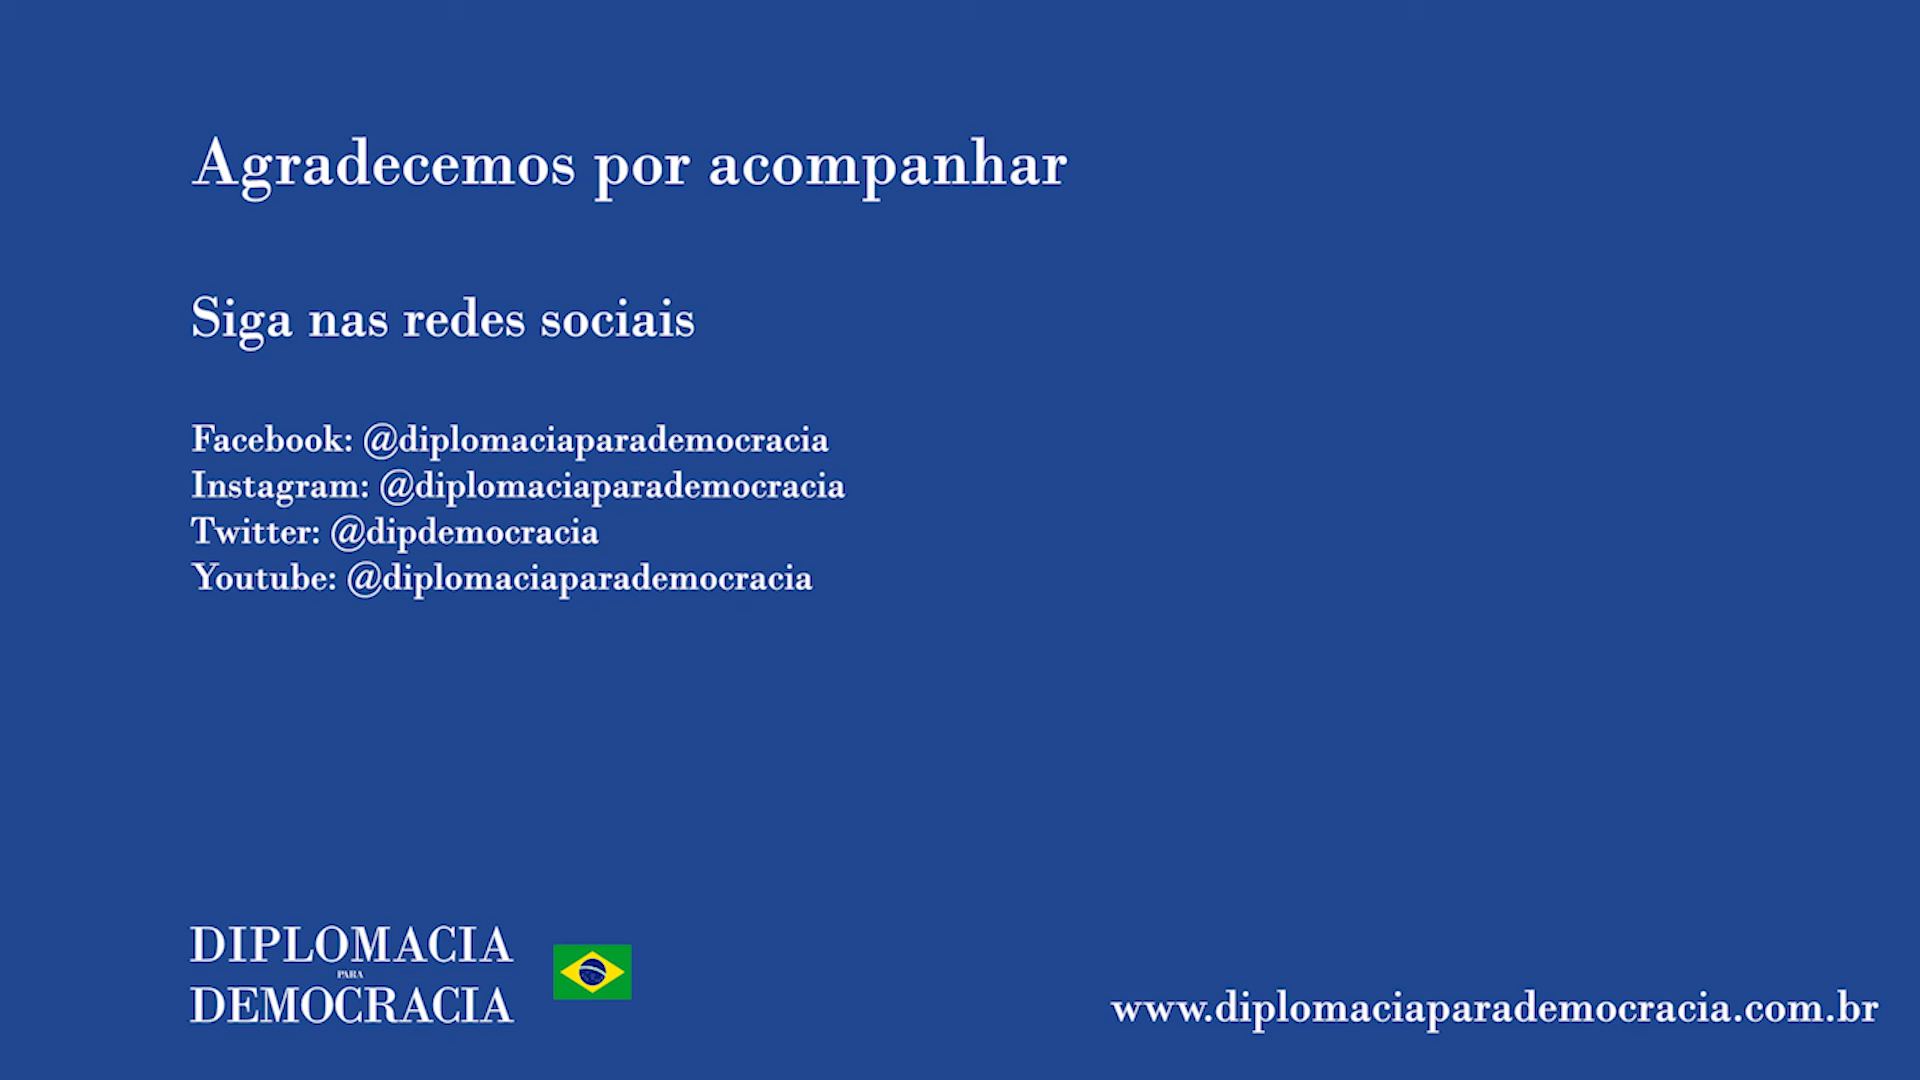 Agradecemos por acompanhar
Siga nas redes sociais
Facebook: @diplomaciaparademocracia
Instagram: @diplomaciaparademocracia
Twitter: @dipdemocracia
Youtube: @diplomaciaparademocracia
DIPLOMACIA
PARA
DEMOCRACIA
www.diplomaciaparademocracia.com.br